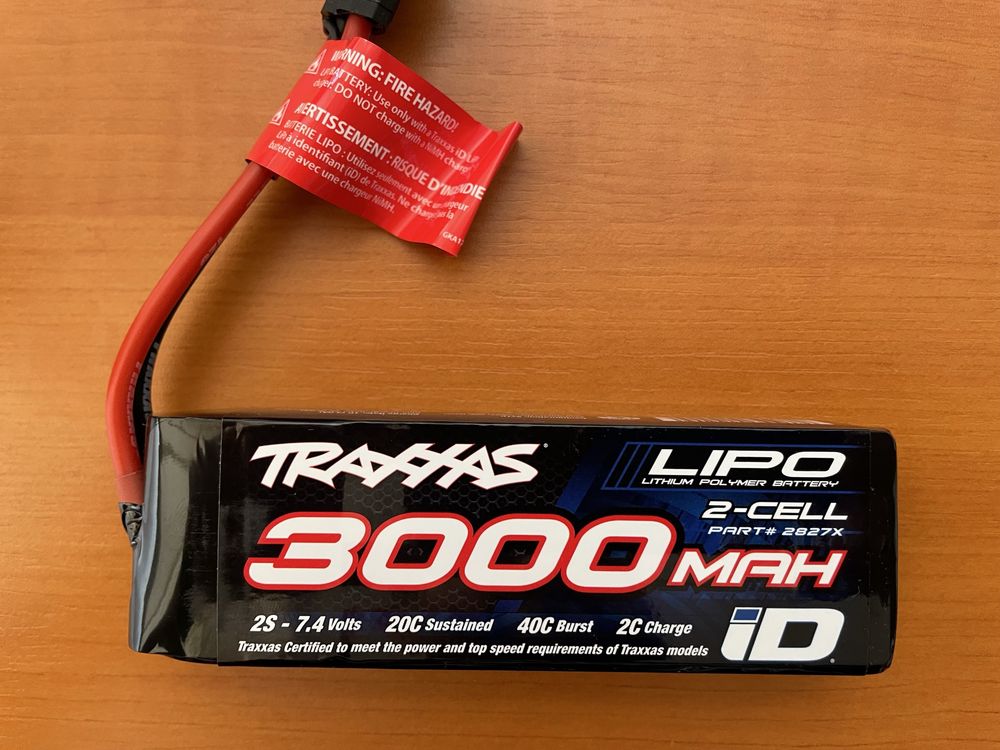 WARNING: FIRE HAZARD!
LiPo BATTERY: Use only with a Traxxas iD
charger. DO NOT charge with a NiMH charger.
AVERTISSEMENT : RISQUE D'INCENDIE
BATTERIE LIPO : Utilisez seulement avec un chargeur
LiPo à identifiant (iD) de Traxxas. Ne chargez pas la
batterie avec une chargeur NiMH.
TRAXXAS
LIPO
LITHIUM POLYMER BATTERY
2-CELL
PART# 2827X
3000MAH
2S - 7.4 Volts 20C Sustained 40C Burst 2C Charge
iD
Traxxas Certified to meet the power and top speed requirements of Traxxas models